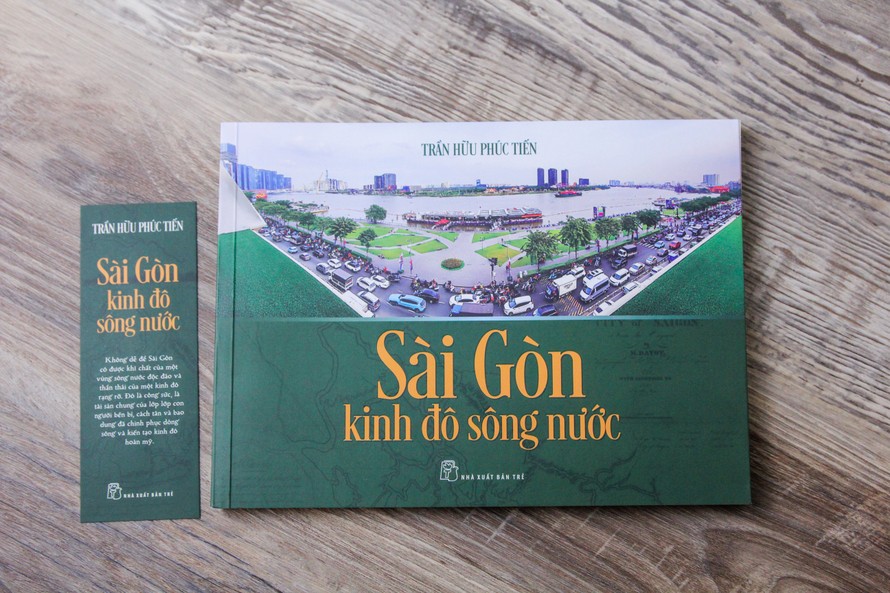 TRẦN HỮU PHÚC TIẾN
Sài Gòn
kinh đô
sông nước
Không dễ để Sài Gòn
có được khí chất của một
vùng sông nước độc đáo và
thần thái của một kinh đô
rạng rỡ. Đó là công sức, là
tài sản chung của lớp lớp con
người bền bỉ, cách tân và bao
dung đã chinh phục dòng
sông và kiến tạo kinh đô
hoàn mỹ.
NHÀ XUẤT BẢN TRẺ
TRẦN HỮU PHÚC TIẾN
CITY OF SAIGON
Sài Gòn
kinh đô sông nước
NHÀ XUẤT BẢN TRẺ